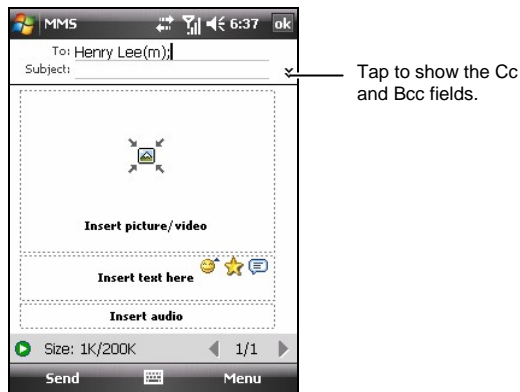 MMS 6:37 ok
To: Henry Lee(m);
Subject:
Tap to show the Cc
and Bcc fields.
Insert picture/video
Insert text here
Insert audio
Size: 1K/200K 1/1
Send Menu